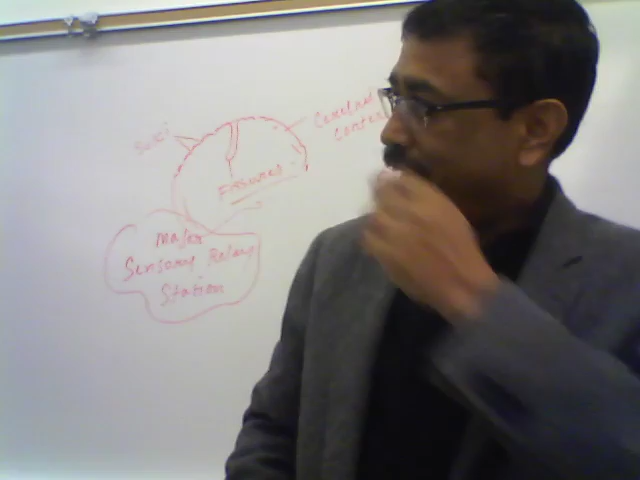 Sulci
Cerebral
Cortex
Fissures
Major
Sensory Relay
Station